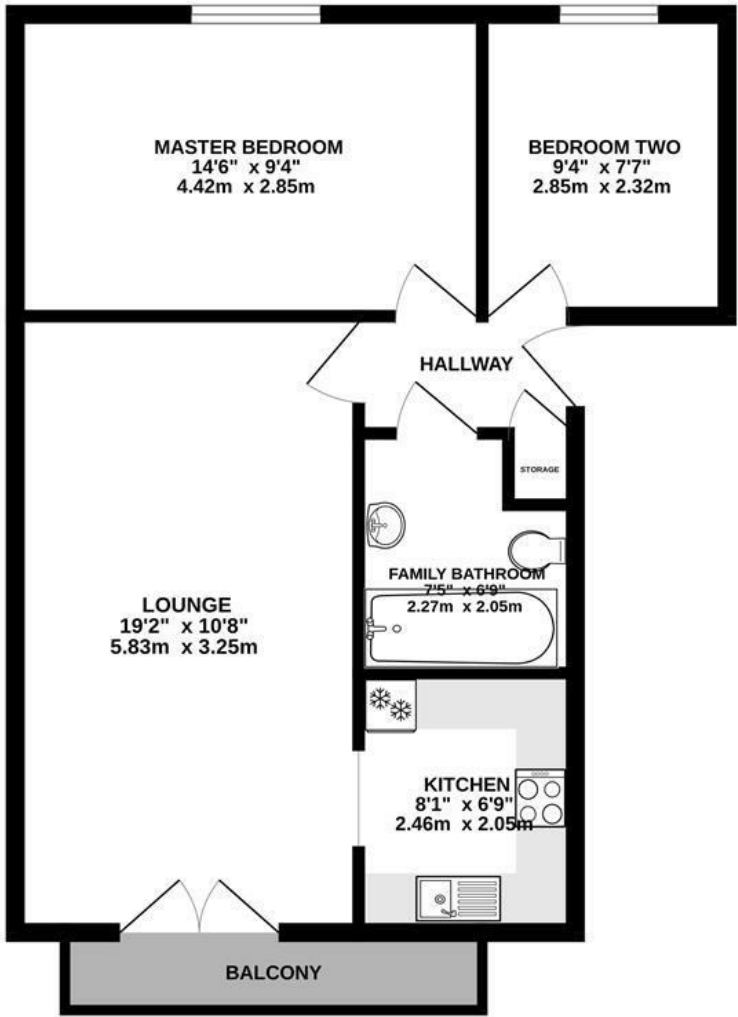 MASTER BEDROOM
14'6" x 9'4"
4.42m x 2.85m
BEDROOM TWO
9'4" x 7'7"
2.85m x 2.32m
HALLWAY
STORAGE
FAMILY BATHROOM
7'5" x 6'9"
2.27m x 2.05m
LOUNGE
19'2" x 10'8"
5.83m x 3.25m
KITCHEN
8'1" x 6'9"
2.46m x 2.05m
BALCONY